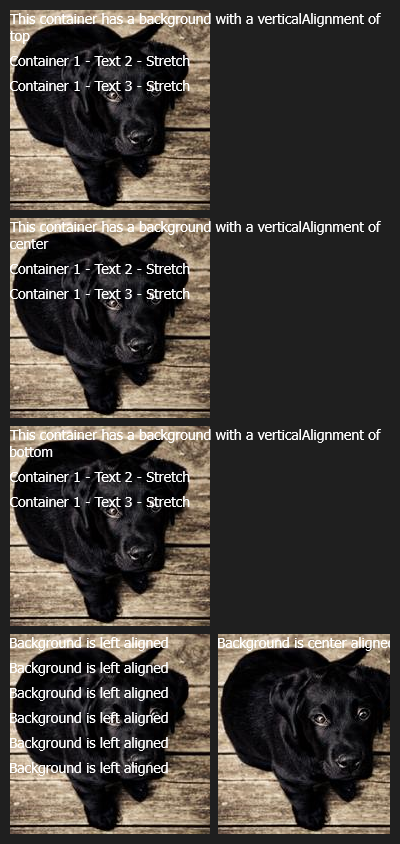 This container has a background with a verticalAlignment of
top
Container 1 - Text 2 - Stretch
Container 1 - Text 3 - Stretch
This container has a background with a verticalAlignment of
center
Container 1 - Text 2 - Stretch
Container 1 - Text 3 - Stretch
This container has a background with a verticalAlignment of
bottom
Container 1 - Text 2 - Stretch
Container 1 - Text 3 - Stretch
Background is left aligned
Background is left aligned
Background is left aligned
Background is left aligned
Background is left aligned
Background is left aligned
Background is center aligned